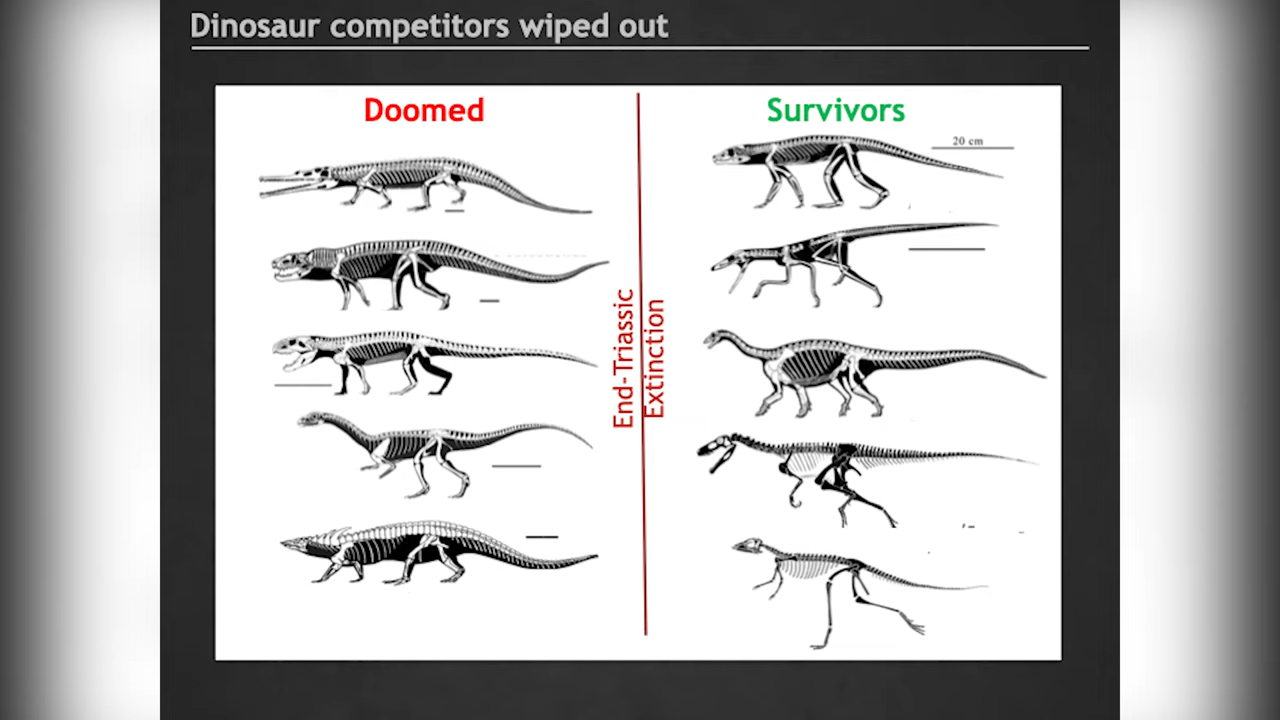 Dinosaur competitors wiped out
Doomed
Survivors
20 cm
End-Triassic
Extinction